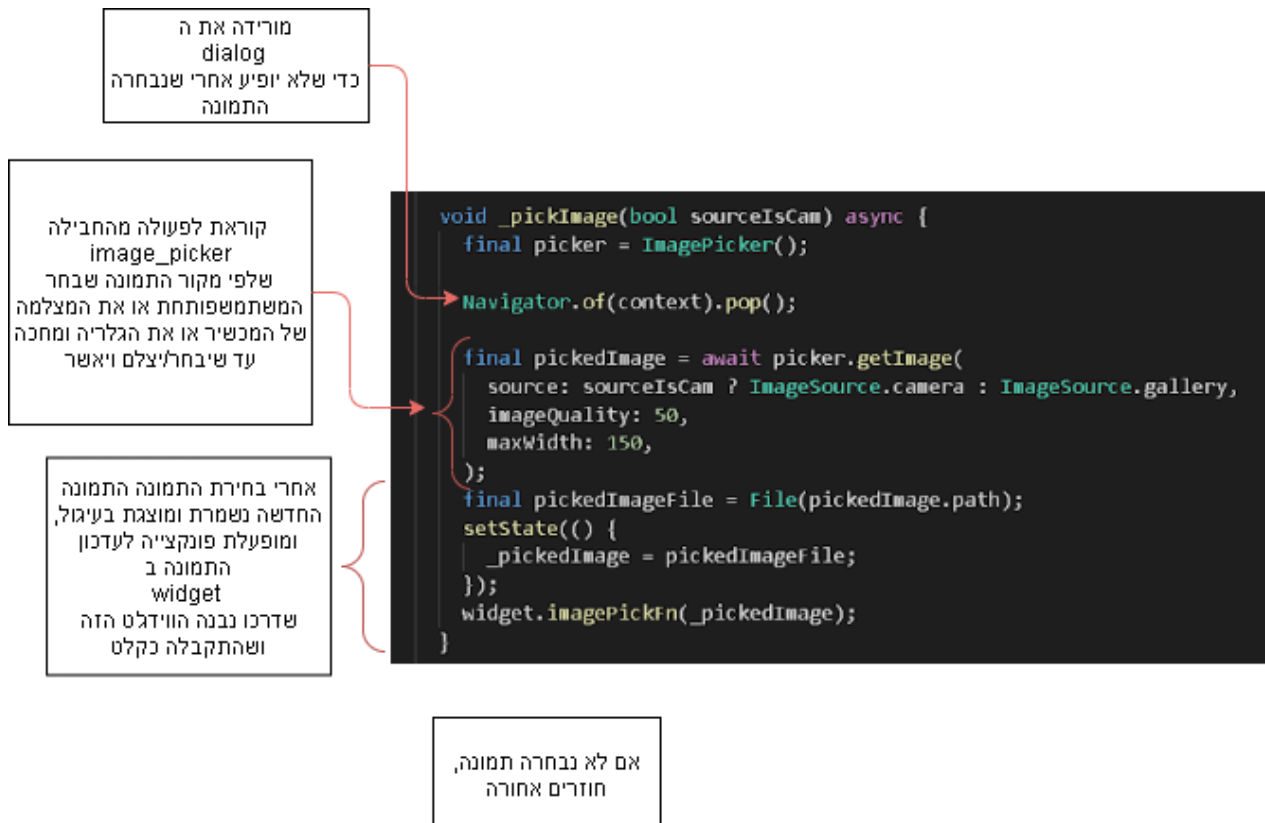 מורידה את ה
dialog
כדי שלא יופיע אחרי שנבחרה
התמונה
קוראת לפעולה מהחבילה
image_picker
שלפי מקור התמונה שבחר
המשתמשפותחת או את המצלמה
של המכשיר או את הגלריה ומחכה
עד שיבחר/יצלם ויאשר
void _pickImage(bool sourceIsCam) async {
final picker = ImagePicker();
Navigator.of(context).pop();
final pickedImage = await picker.getImage(
source: sourceIsCam ? ImageSource.camera : ImageSource.gallery,
imageQuality: 50,
maxWidth: 150,
);
final pickedImageFile = File(pickedImage.path);
setState(() {
_pickedImage = pickedImageFile;
});
widget.imagePickFn(_pickedImage);
}
אחרי בחירת התמונה התמונה
החדשה נשמרת ומוצגת בעיגול,
ומופעלת פונקצייה לעדכון
התמונה ב
widget
שדרכו נבנה הווידג'ט הזה
ושהתקבלה כקלט
אם לא נבחרה תמונה,
חוזרים אחורה